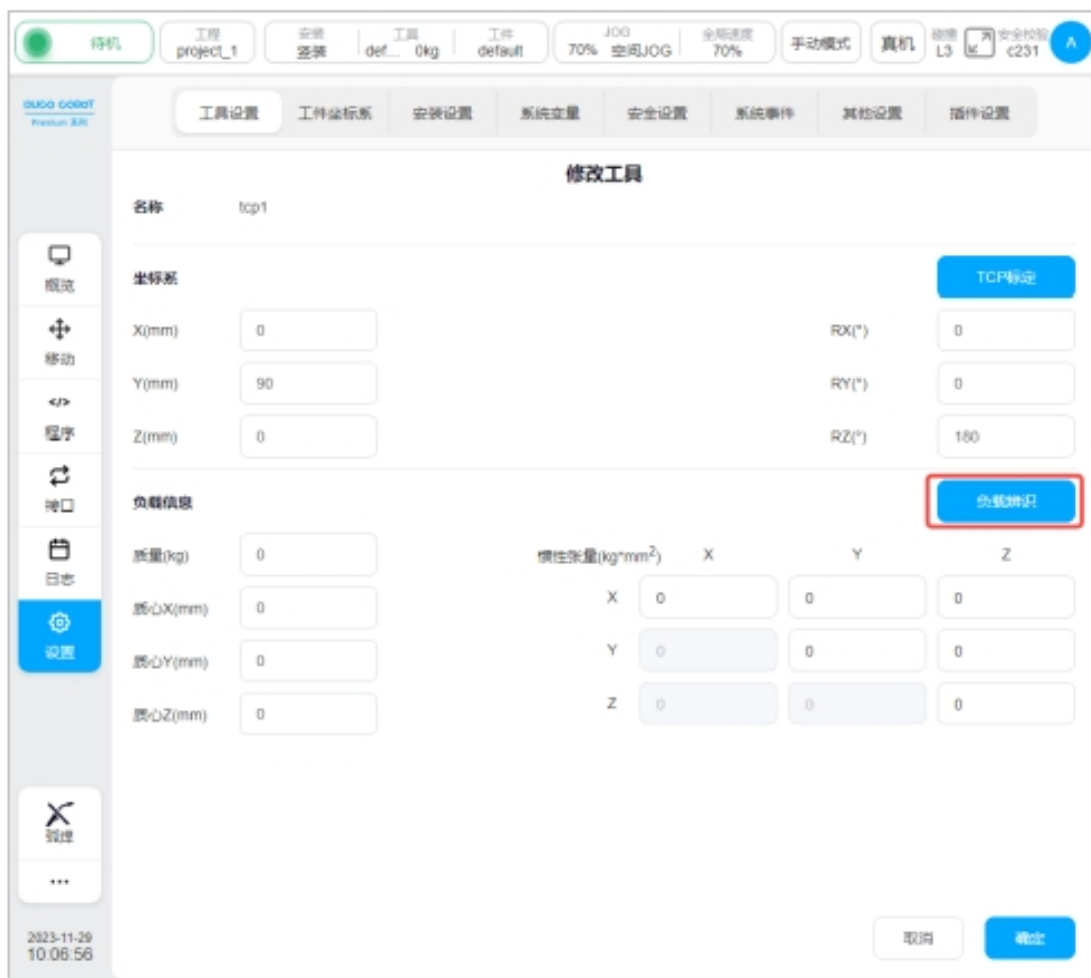 待机 工程 安装 工具 工件 JOG 全局速度 手动模式 真机 碰撞 安全校验 A
project_1 竖装 def... 0kg default 70% 空间JOG 70% L3 c231
DUCO COBOT
Premium 系列
工具设置 工件坐标系 安装设置 系统变量 安全设置 系统事件 其他设置 插件设置
修改工具
名称 tcp1
概览
坐标系 TCP标定
移动
X(mm) 0 RX(°) 0
Y(mm) 90 RY(°) 0
程序
Z(mm) 0 RZ(°) 180
接口
负载信息 负载辨识
日志
质量(kg) 0 惯性张量(kg*mm²) X Y Z
质心X(mm) 0 X 0 0 0
设置
质心Y(mm) 0 Y 0 0 0
质心Z(mm) 0 Z 0 0 0
弧焊
...
2023-11-29
10:06:56
取消 确定